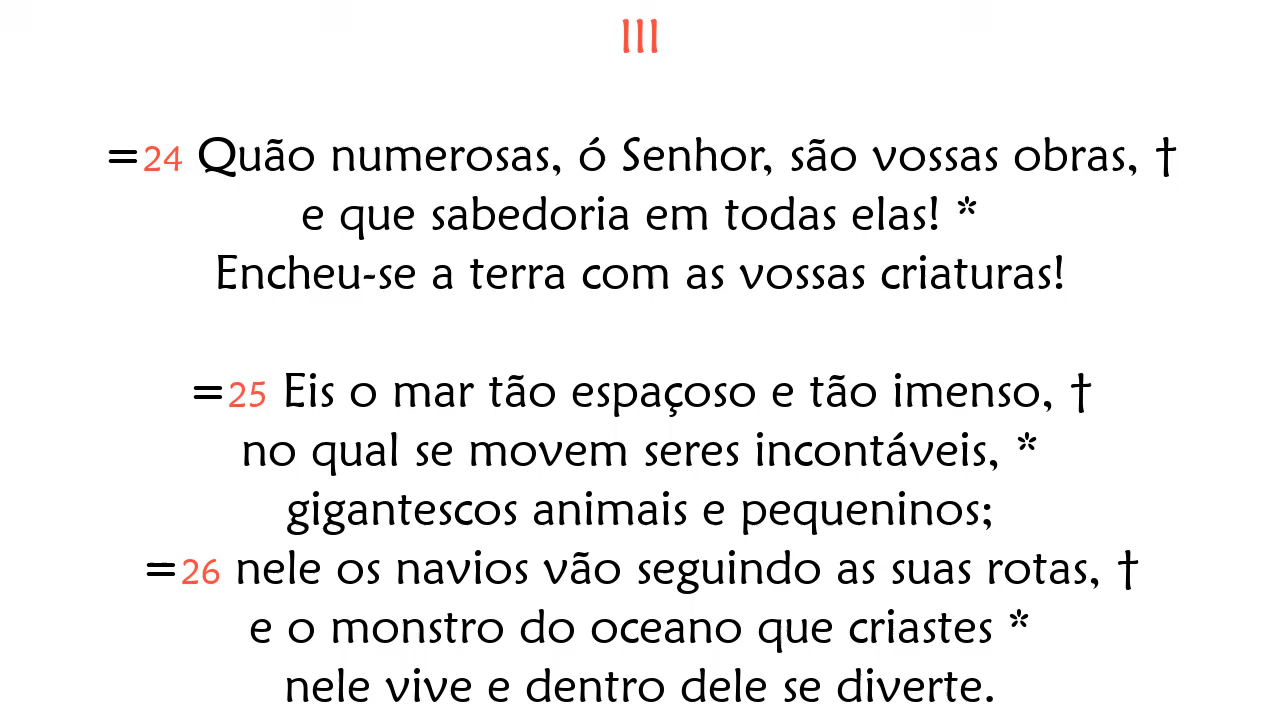 III
=24 Quão numerosas, ó Senhor, são vossas obras, †
e que sabedoria em todas elas! *
Encheu-se a terra com as vossas criaturas!
=25 Eis o mar tão espaçoso e tão imenso, †
no qual se movem seres incontáveis, *
gigantescos animais e pequeninos;
=26 nele os navios vão seguindo as suas rotas, †
e o monstro do oceano que criastes *
nele vive e dentro dele se diverte.